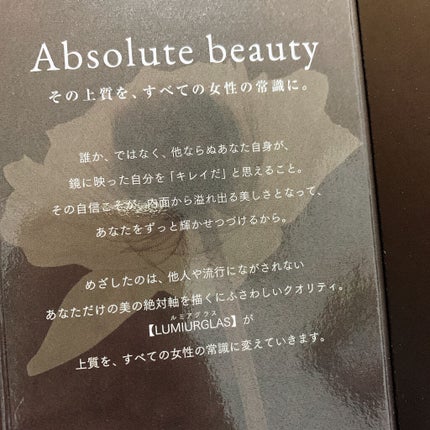 Absolute beauty
その上質を、すべての女性の常識に。
誰か、ではなく、他ならぬあなた自身が、
鏡に映った自分を「キレイだ」と思えること。
その自信こそが、内面から溢れ出る美しさとなって、
あなたをずっと輝かせつづけるから。
めざしたのは、他人や流行にながされない
あなただけの美の絶対軸を描くにふさわしいクオリティ。
ルミアグラス
【LUMIURGLAS】が
上質を、すべての女性の常識に変えていきます。